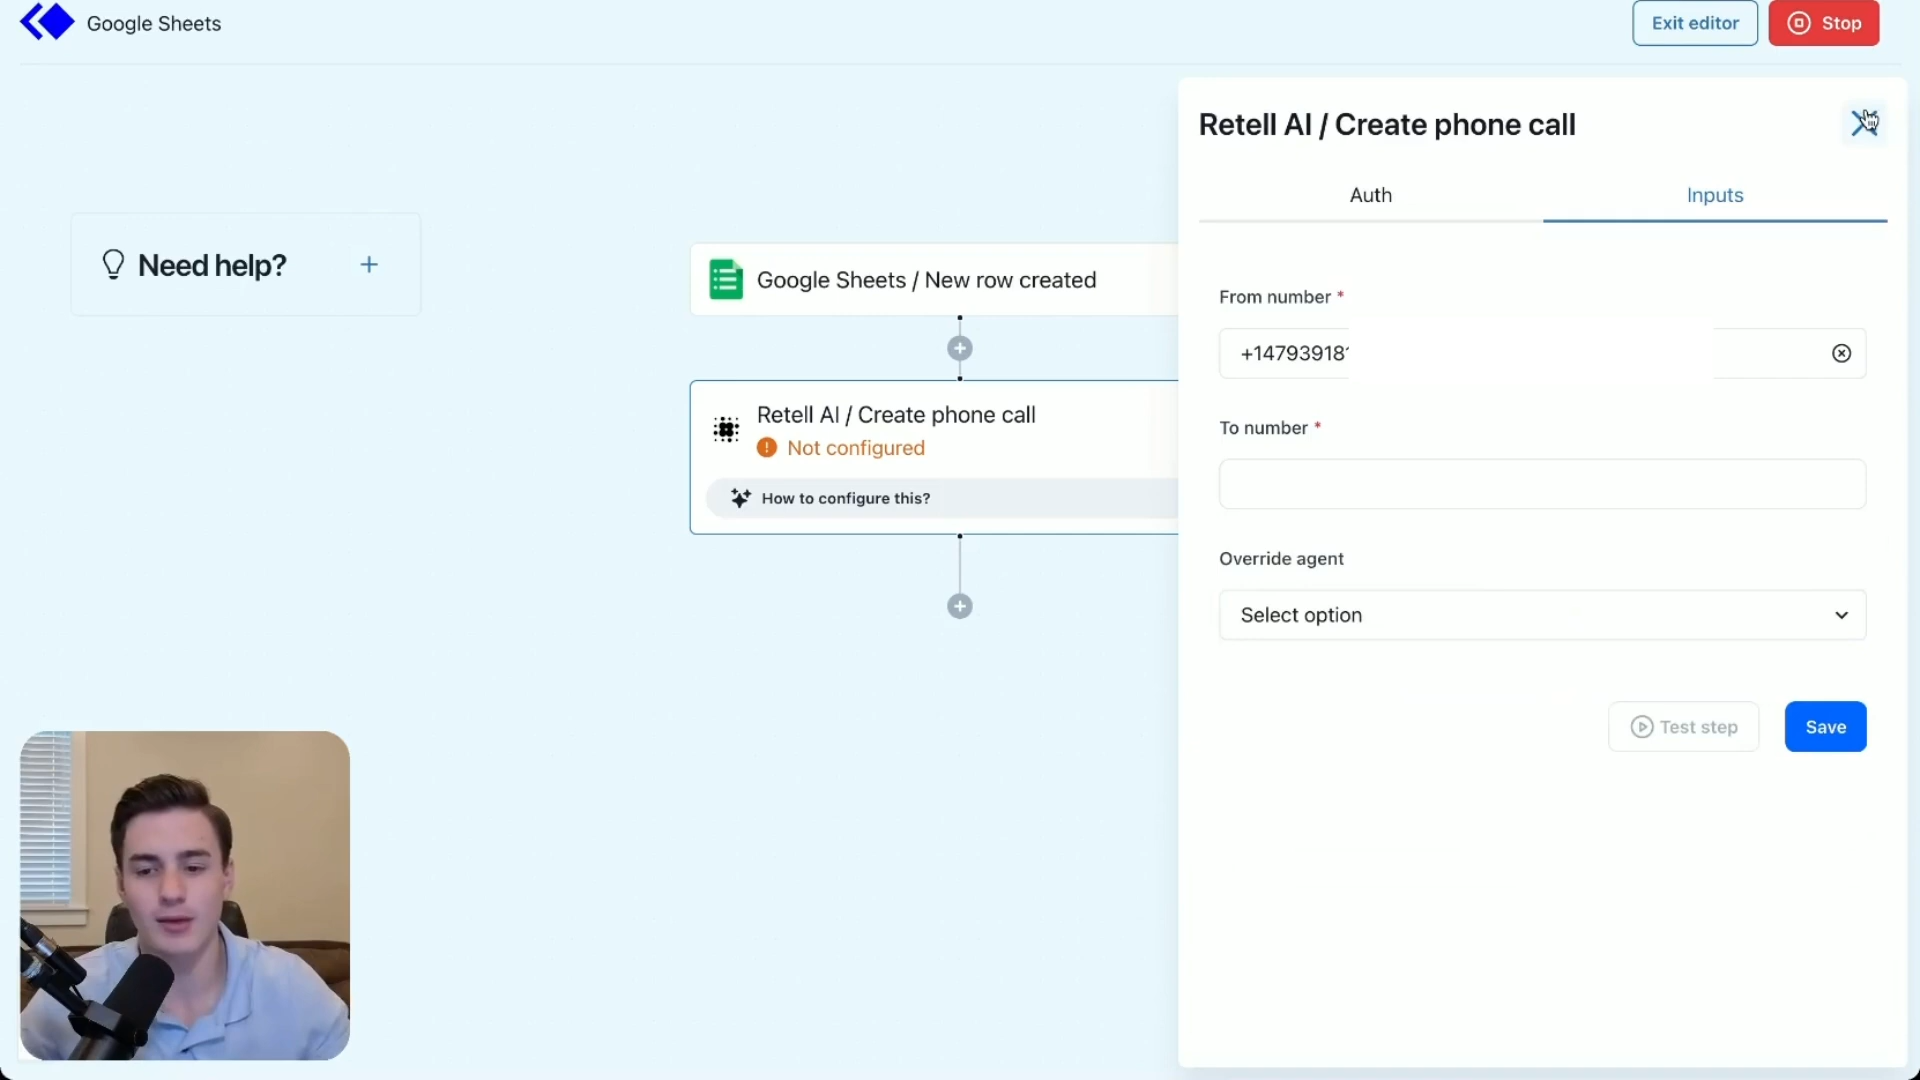 Google Sheets
Exit editor
Stop
Retell AI / Create phone call
Auth
Inputs
Need help?
Google Sheets / New row created
From number *
+147939181
Retell AI / Create phone call
Not configured
How to configure this?
To number *
Override agent
Select option
Test step
Save